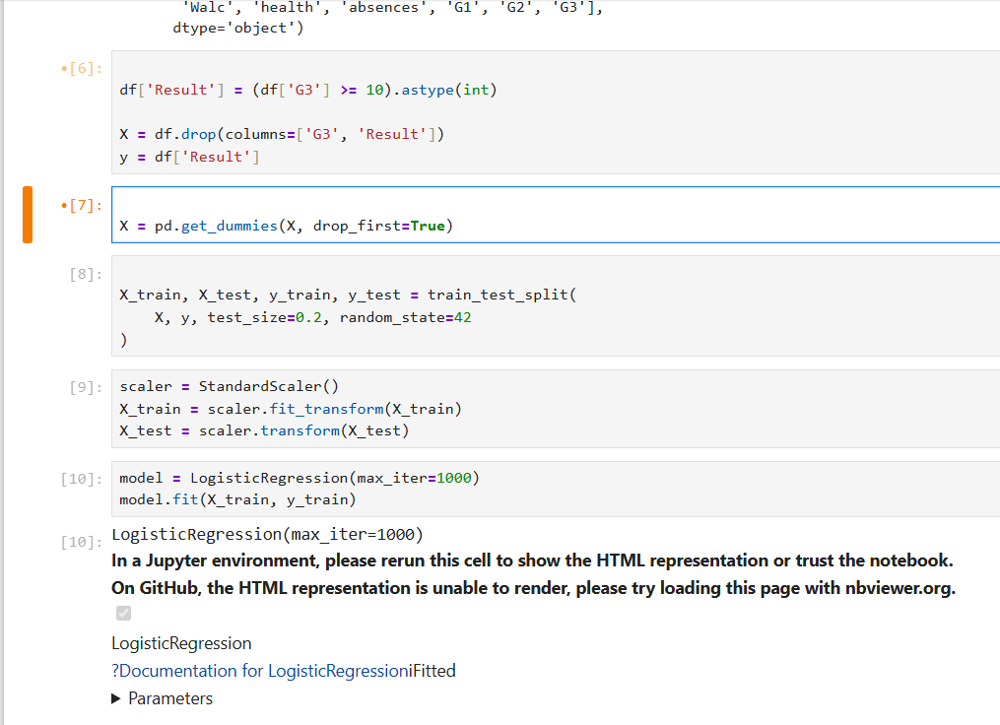 'Walc', 'health', 'absences', 'G1', 'G2', 'G3'],
dtype='object')
•[6]:
df['Result'] = (df['G3'] >= 10).astype(int)
X = df.drop(columns=['G3', 'Result'])
y = df['Result']
•[7]:
X = pd.get_dummies(X, drop_first=True)
[8]:
X_train, X_test, y_train, y_test = train_test_split(
    X, y, test_size=0.2, random_state=42
)
[9]:
scaler = StandardScaler()
X_train = scaler.fit_transform(X_train)
X_test = scaler.transform(X_test)
[10]:
model = LogisticRegression(max_iter=1000)
model.fit(X_train, y_train)
[10]:
LogisticRegression(max_iter=1000)
In a Jupyter environment, please rerun this cell to show the HTML representation or trust the notebook.
On GitHub, the HTML representation is unable to render, please try loading this page with nbviewer.org.
LogisticRegression
?Documentation for LogisticRegressioniFitted
▶ Parameters